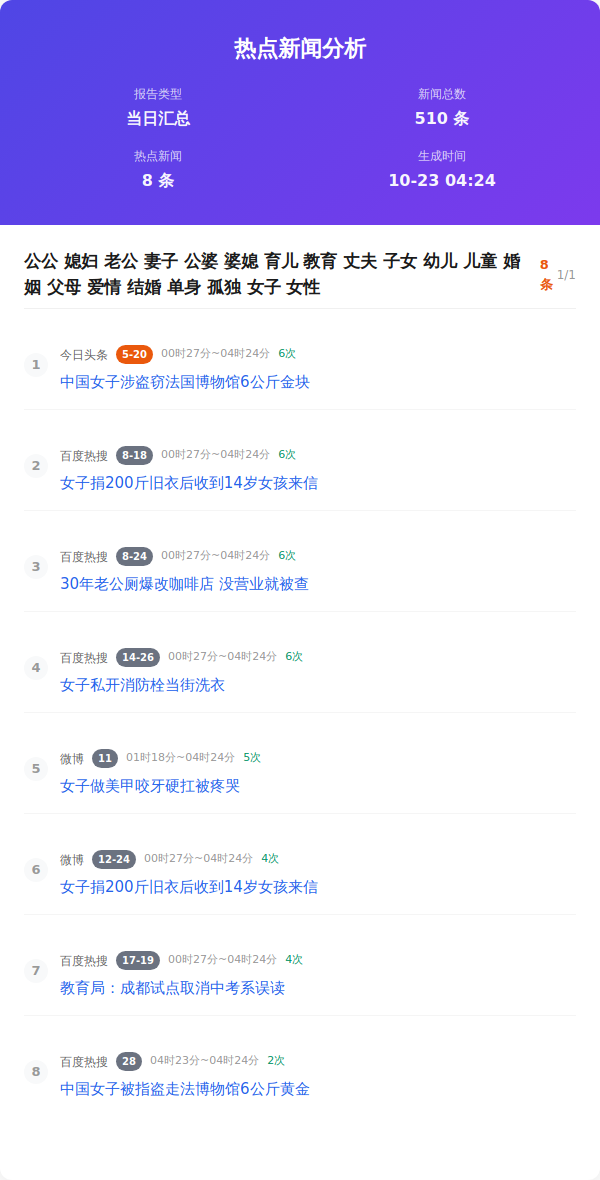 热点新闻分析
报告类型
当日汇总
新闻总数
510 条
热点新闻
8 条
生成时间
10-23 04:24
公公 媳妇 老公 妻子 公婆 婆媳 育儿 教育 丈夫 子女 幼儿 儿童 婚
姻 父母 爱情 结婚 单身 孤独 女子 女性
8
条
1/1
1
今日头条 5-20 00时27分~04时24分 6次
中国女子涉盗窃法国博物馆6公斤金块
2
百度热搜 8-18 00时27分~04时24分 6次
女子捐200斤旧衣后收到14岁女孩来信
3
百度热搜 8-24 00时27分~04时24分 6次
30年老公厕爆改咖啡店 没营业就被查
4
百度热搜 14-26 00时27分~04时24分 6次
女子私开消防栓当街洗衣
5
微博 11 01时18分~04时24分 5次
女子做美甲咬牙硬扛被疼哭
6
微博 12-24 00时27分~04时24分 4次
女子捐200斤旧衣后收到14岁女孩来信
7
百度热搜 17-19 00时27分~04时24分 4次
教育局：成都试点取消中考系误读
8
百度热搜 28 04时23分~04时24分 2次
中国女子被指盗走法博物馆6公斤黄金